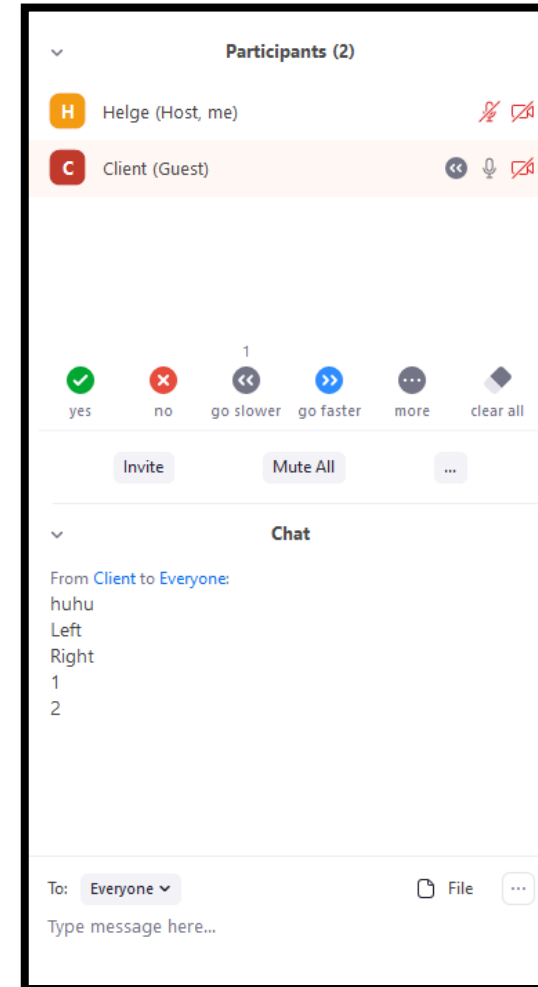 Participants (2)
H Helge (Host, me)
C Client (Guest)
1
yes no go slower go faster more clear all
Invite Mute All ...
Chat
From Client to Everyone:
huhu
Left
Right
1
2
To: Everyone File
Type message here...